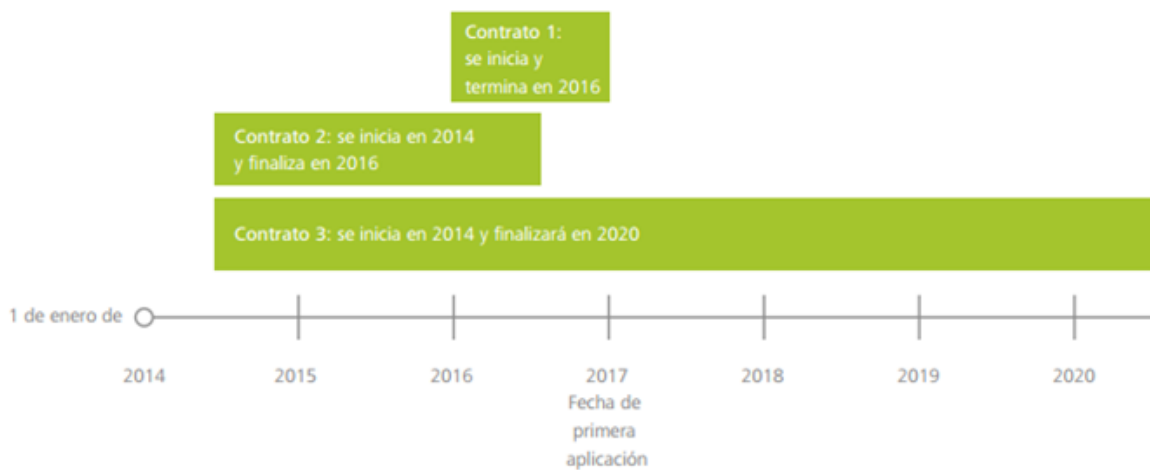 Contrato 1:
se inicia y
termina en 2016
Contrato 2: se inicia en 2014
y finaliza en 2016
Contrato 3: se inicia en 2014 y finalizará en 2020
1 de enero de
2014 2015 2016 2017 2018 2019 2020
Fecha de
primera
aplicación